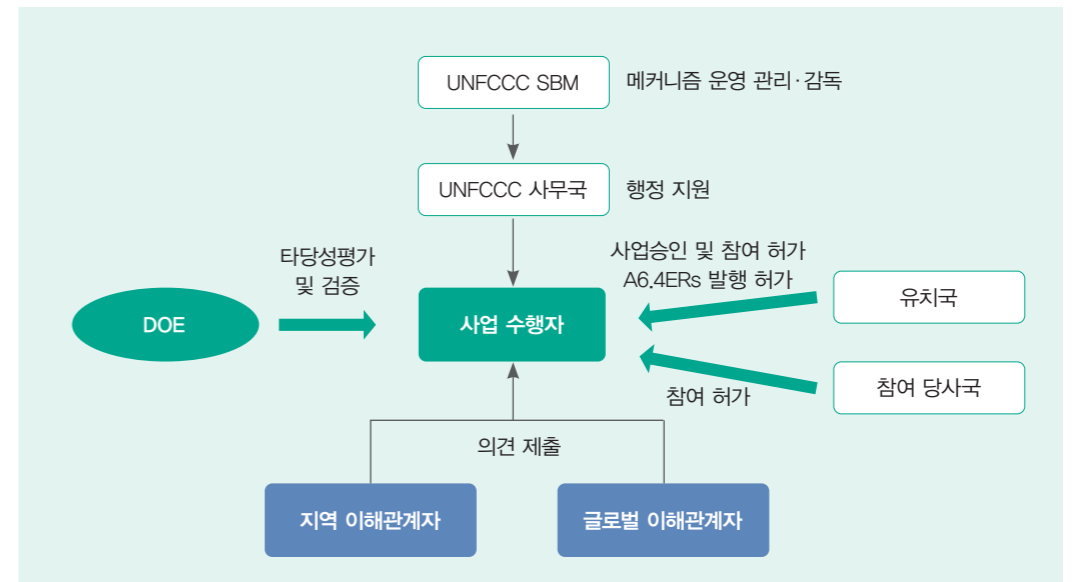 UNFCCC SBM
메커니즘 운영 관리·감독
UNFCCC 사무국
행정 지원
타당성평가
및 검증
사업승인 및 참여 허가
A6.4ERs 발행 허가
유치국
DOE
사업 수행자
참여 당사국
참여 허가
의견 제출
지역 이해관계자
글로벌 이해관계자